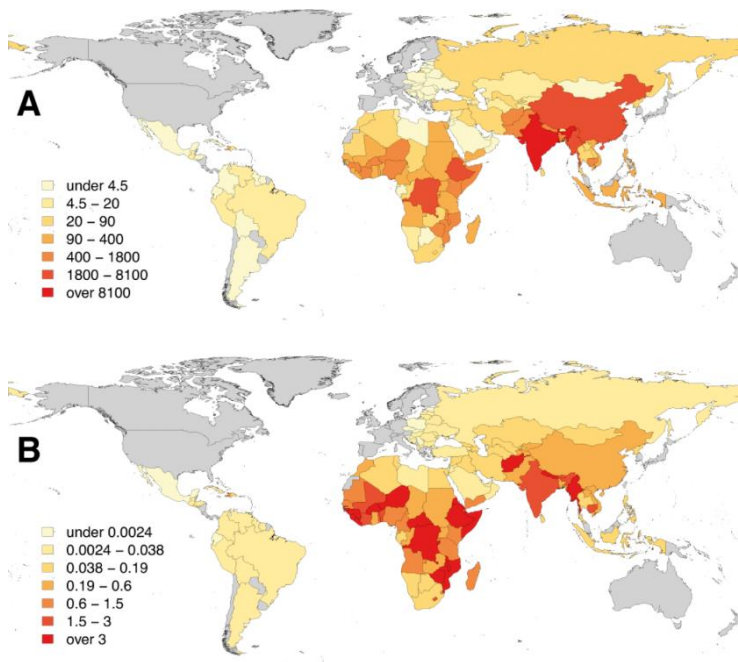 A
under 4.5
4.5 – 20
20 – 90
90 – 400
400 – 1800
1800 – 8100
over 8100
B
under 0.0024
0.0024 – 0.038
0.038 – 0.19
0.19 – 0.6
0.6 – 1.5
1.5 – 3
over 3